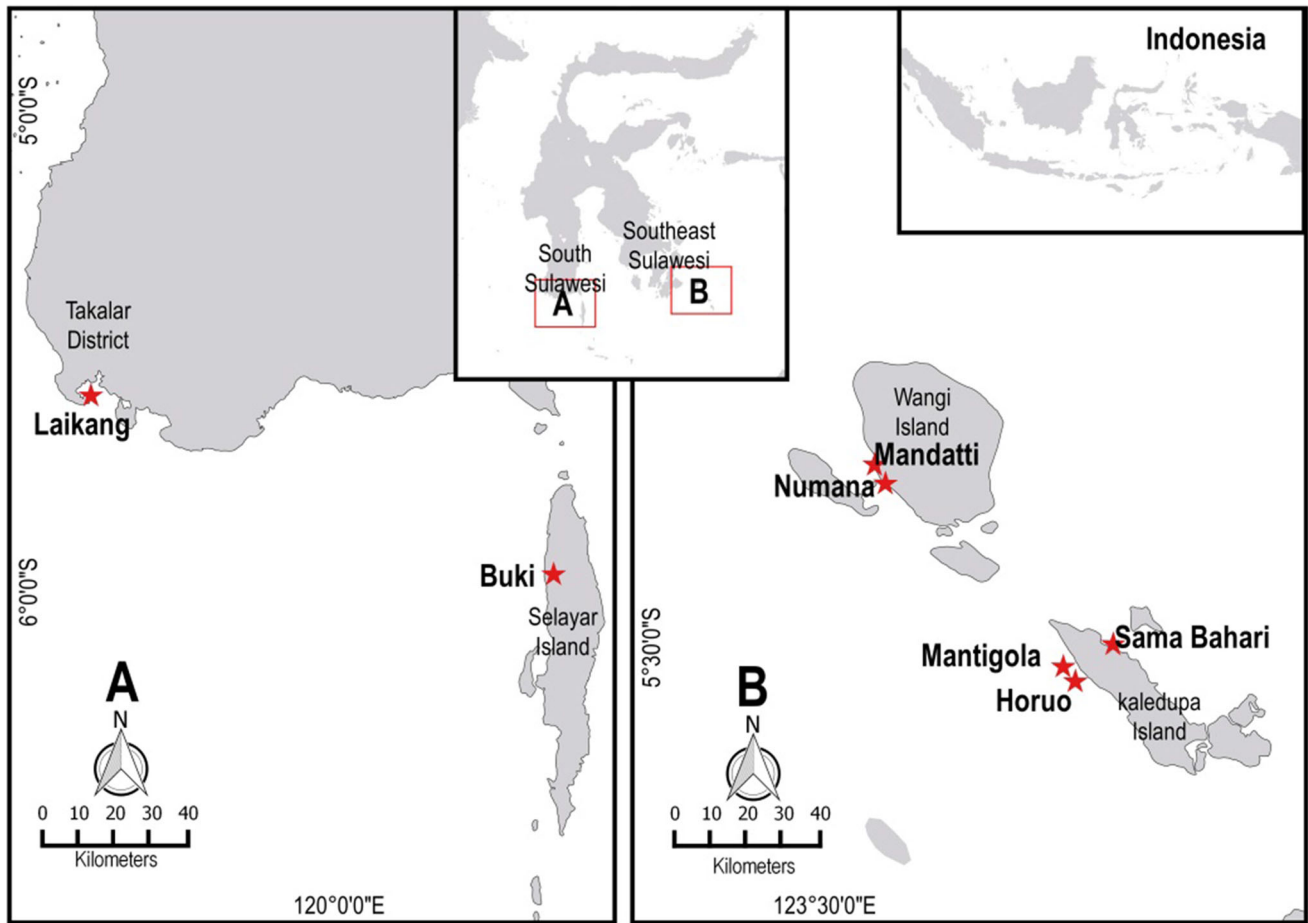 Indonesia
5°0'0"S
South
Sulawesi
Southeast
Sulawesi
A
B
Takalar
District
Laikang
Buki
Selayar
Island
6°0'0"S
A
N
0 10 20 30 40
Kilometers
120°0'0"E
Wangi
Island
Mandatti
Numana
5°30'0"S
Sama Bahari
Mantigola
Horuo
kaledupa
Island
B
N
0 10 20 30 40
Kilometers
123°30'0"E